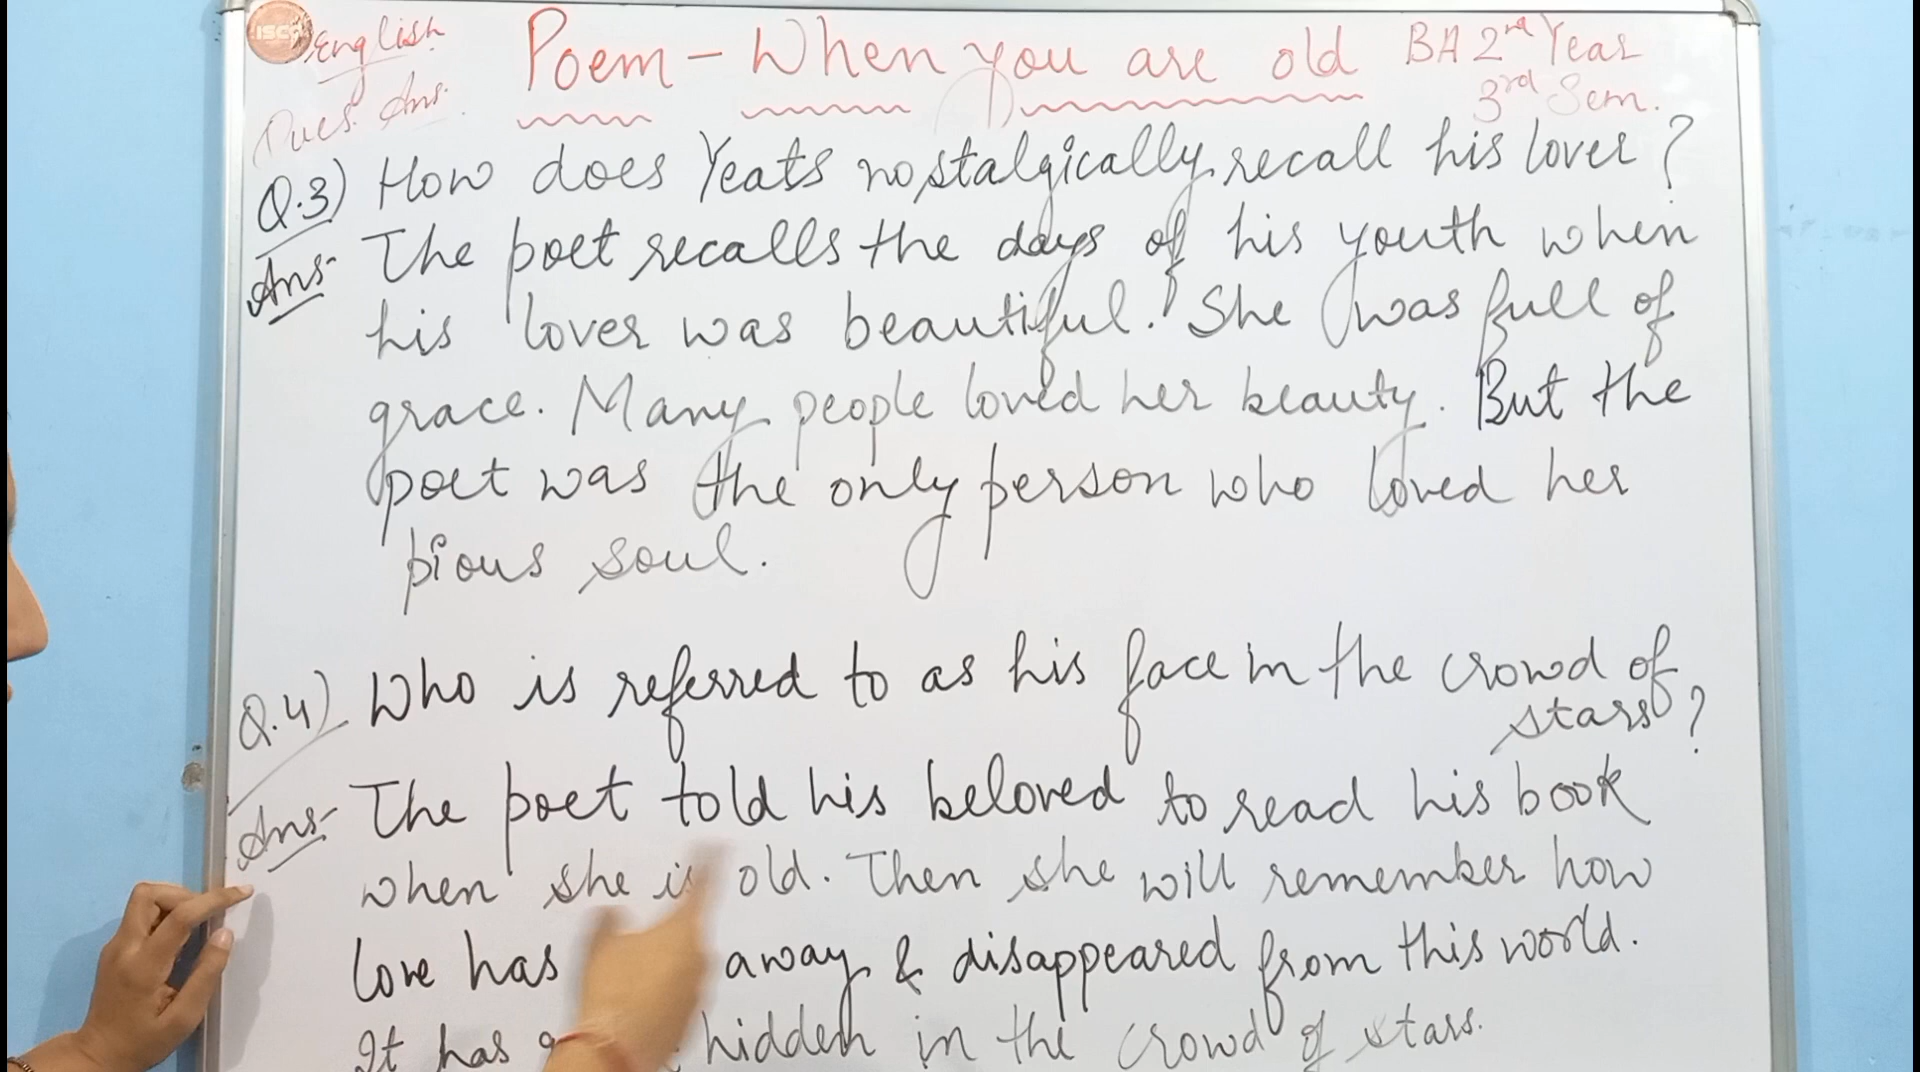 ISC
English
Ques. Ans.
Poem - When you are old
BA 2nd Year
3rd Sem.
Q.3) How does Yeats nostalgically recall his lover?
Ans- The poet recalls the days of his youth when
his lover was beautiful. She was full of
grace. Many people loved her beauty. But the
poet was the only person who loved her
pious soul.
Q.4) Who is referred to as his face in the crowd of
stars?
Ans- The poet told his beloved to read his book
when she is old. Then she will remember how
love has away & disappeared from this world.
It has hidden in the crowd of stars.